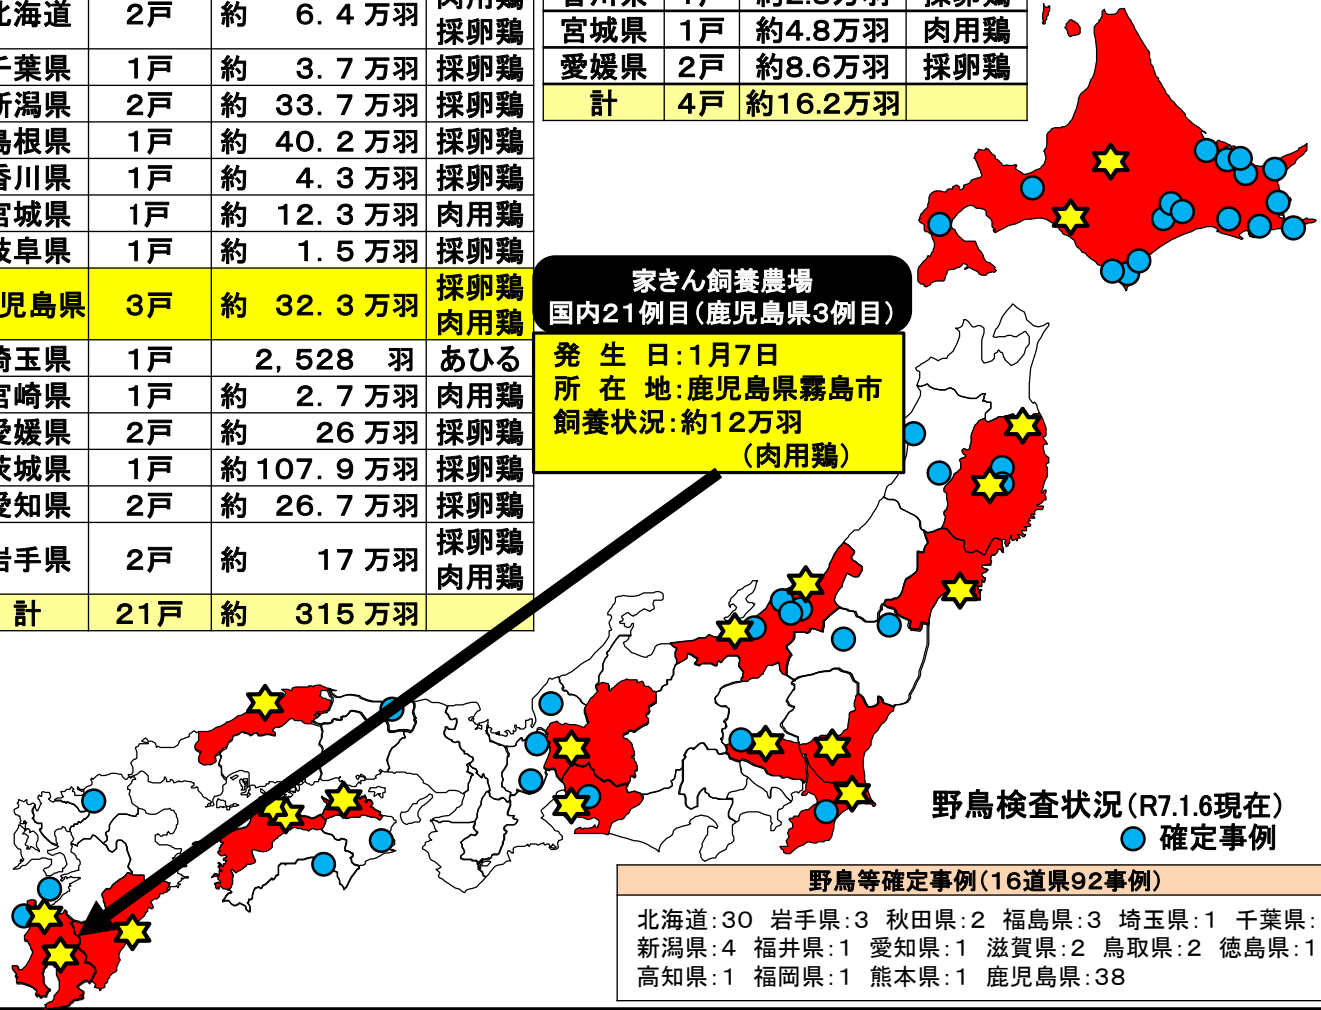 北海道 2戸 約 6.4万羽 肉用鶏
採卵鶏
千葉県 1戸 約 3.7万羽 採卵鶏
新潟県 2戸 約 33.7万羽 採卵鶏
島根県 1戸 約 40.2万羽 採卵鶏
香川県 1戸 約 4.3万羽 採卵鶏
宮城県 1戸 約 12.3万羽 肉用鶏
岐阜県 1戸 約 1.5万羽 採卵鶏
児島県 3戸 約 32.3万羽 採卵鶏
肉用鶏
埼玉県 1戸 2,528 羽 あひる
宮崎県 1戸 約 2.7万羽 肉用鶏
愛媛県 2戸 約 26万羽 採卵鶏
茨城県 1戸 約107.9万羽 採卵鶏
愛知県 2戸 約 26.7万羽 採卵鶏
岩手県 2戸 約 17万羽 採卵鶏
肉用鶏
計 21戸 約 315万羽
香川県 1戸 約2.8万羽 採卵鶏
宮城県 1戸 約4.8万羽 肉用鶏
愛媛県 2戸 約8.6万羽 採卵鶏
計 4戸 約16.2万羽
家きん飼養農場
国内21例目(鹿児島県3例目)
発 生 日:1月7日
所 在 地:鹿児島県霧島市
飼養状況:約12万羽
(肉用鶏)
野鳥検査状況(R7.1.6現在)
確定事例
野鳥等確定事例(16道県92事例)
北海道:30 岩手県:3 秋田県:2 福島県:3 埼玉県:1 千葉県:
新潟県:4 福井県:1 愛知県:1 滋賀県:2 鳥取県:2 徳島県:1
高知県:1 福岡県:1 熊本県:1 鹿児島県:38